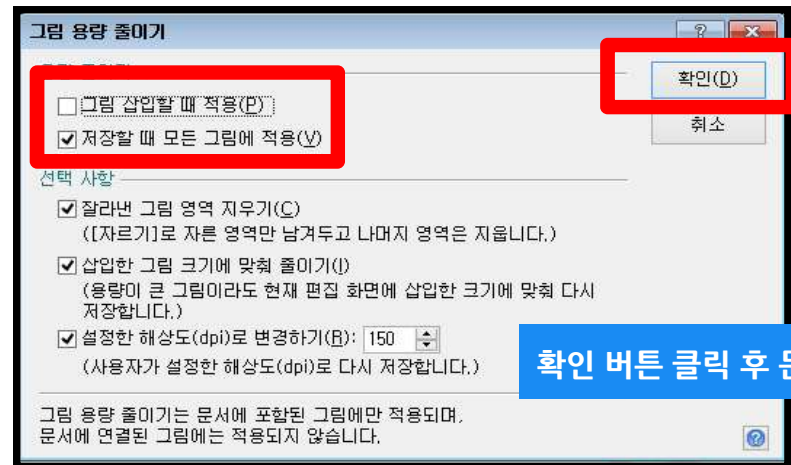 그림 용량 줄이기
확인(D)
그림 삽입할 때 적용(P)
취소
저장할 때 모든 그림에 적용(V)
선택 사항
잘라낸 그림 영역 지우기(C)
([자르기]로 자른 영역만 남겨두고 나머지 영역은 지웁니다.)
삽입한 그림 크기에 맞춰 줄이기(I)
(용량이 큰 그림이라도 현재 편집 화면에 삽입한 크기에 맞춰 다시
저장합니다.)
설정한 해상도(dpi)로 변경하기(R): 150
(사용자가 설정한 해상도(dpi)로 다시 저장합니다.)
확인 버튼 클릭 후
그림 용량 줄이기는 문서에 포함된 그림에만 적용되며,
문서에 연결된 그림에는 적용되지 않습니다.